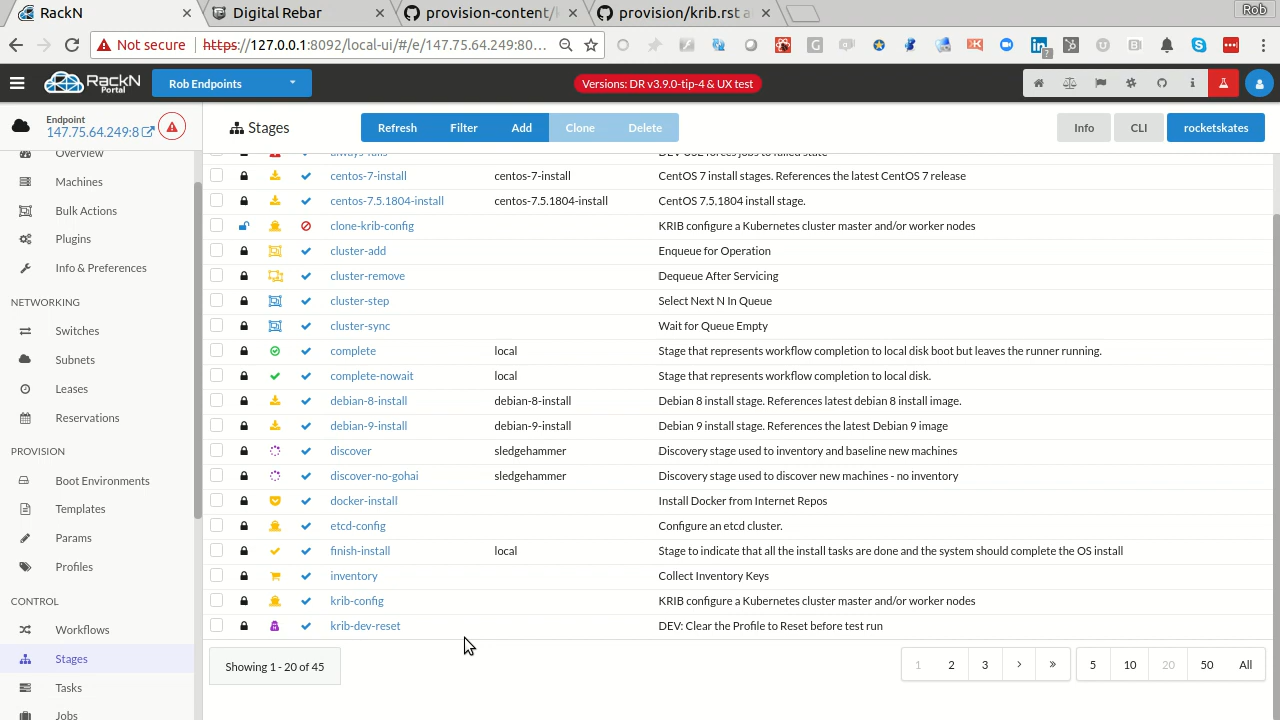 RackN
Digital Rebar
provision-content/
provision/krib.rst a
Rob
Not secure
https://127.0.0.1:8092/local-ui/#/e/147.75.64.249:80...
RackN
Portal
Rob Endpoints
Versions: DR v3.9.0-tip-4 & UX test
Endpoint
147.75.64.249:8
Stages
Refresh
Filter
Add
Clone
Delete
Info
CLI
rocketskates
Overview
Machines
Bulk Actions
Plugins
Info & Preferences
NETWORKING
Switches
Subnets
Leases
Reservations
PROVISION
Boot Environments
Templates
Params
Profiles
CONTROL
Workflows
Stages
Tasks
Jobs
always-fails DEV-USE forces jobs to failed state
centos-7-install centos-7-install CentOS 7 install stages. References the latest CentOS 7 release
centos-7.5.1804-install centos-7.5.1804-install CentOS 7.5.1804 install stage.
clone-krib-config KRIB configure a Kubernetes cluster master and/or worker nodes
cluster-add Enqueue for Operation
cluster-remove Dequeue After Servicing
cluster-step Select Next N In Queue
cluster-sync Wait for Queue Empty
complete local Stage that represents workflow completion to local disk boot but leaves the runner running.
complete-nowait local Stage that represents workflow completion to local disk.
debian-8-install debian-8-install Debian 8 install stage. References latest debian 8 install image.
debian-9-install debian-9-install Debian 9 install stage. References the latest Debian 9 image
discover sledgehammer Discovery stage used to inventory and baseline new machines
discover-no-gohai sledgehammer Discovery stage used to discover new machines - no inventory
docker-install Install Docker from Internet Repos
etcd-config Configure an etcd cluster.
finish-install local Stage to indicate that all the install tasks are done and the system should complete the OS install
inventory Collect Inventory Keys
krib-config KRIB configure a Kubernetes cluster master and/or worker nodes
krib-dev-reset DEV: Clear the Profile to Reset before test run
Showing 1 - 20 of 45
1 2 3 › » 5 10 20 50 All